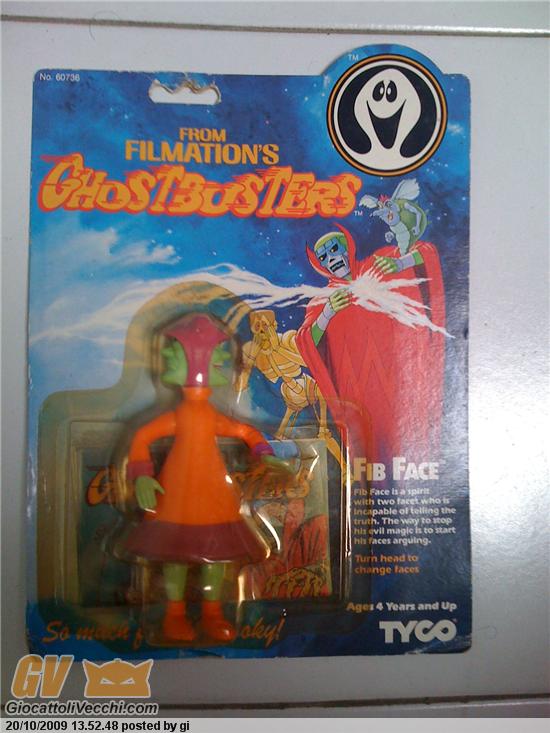 No. 60736
TM
FROM
FILMATION'S
GHOSTBUSTERS
TM
FIB FACE™
Fib Face is a spirit
with two faces who is
incapable of telling the
truth. The way to stop
his evil magic is to start
his faces arguing.
Turn head to
change faces
Ages 4 Years and Up
TYCO®
So much
GV
GiocattoliVecchi.com
20/10/2009 13.52.48 posted by gi